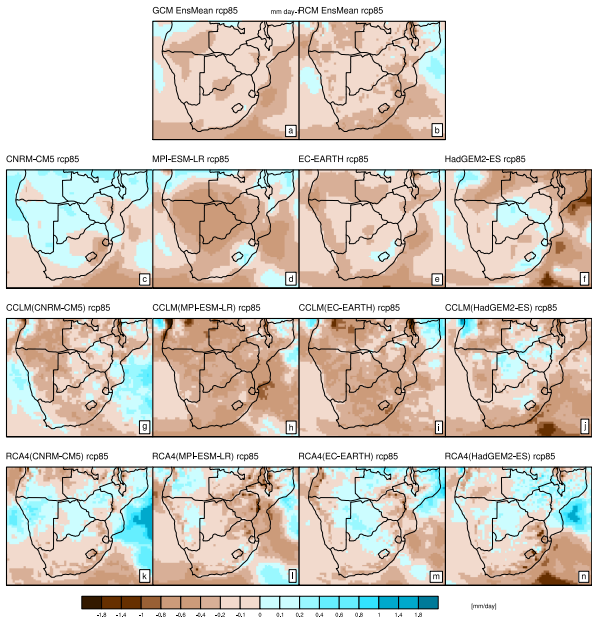 GCM EnsMean rcp85
mm day-
RCM EnsMean rcp85
a
b
CNRM-CM5 rcp85
MPI-ESM-LR rcp85
EC-EARTH rcp85
HadGEM2-ES rcp85
c
d
e
f
CCLM(CNRM-CM5) rcp85
CCLM(MPI-ESM-LR) rcp85
CCLM(EC-EARTH) rcp85
CCLM(HadGEM2-ES) rcp85
g
h
i
j
RCA4(CNRM-CM5) rcp85
RCA4(MPI-ESM-LR) rcp85
RCA4(EC-EARTH) rcp85
RCA4(HadGEM2-ES) rcp85
k
l
m
n
-1,8 -1,4 -1 -0,8 -0,6 -0,4 -0,2 -0,1 0 0,1 0,2 0,4 0,6 0,8 1 1,4 1,8
[mm/day]